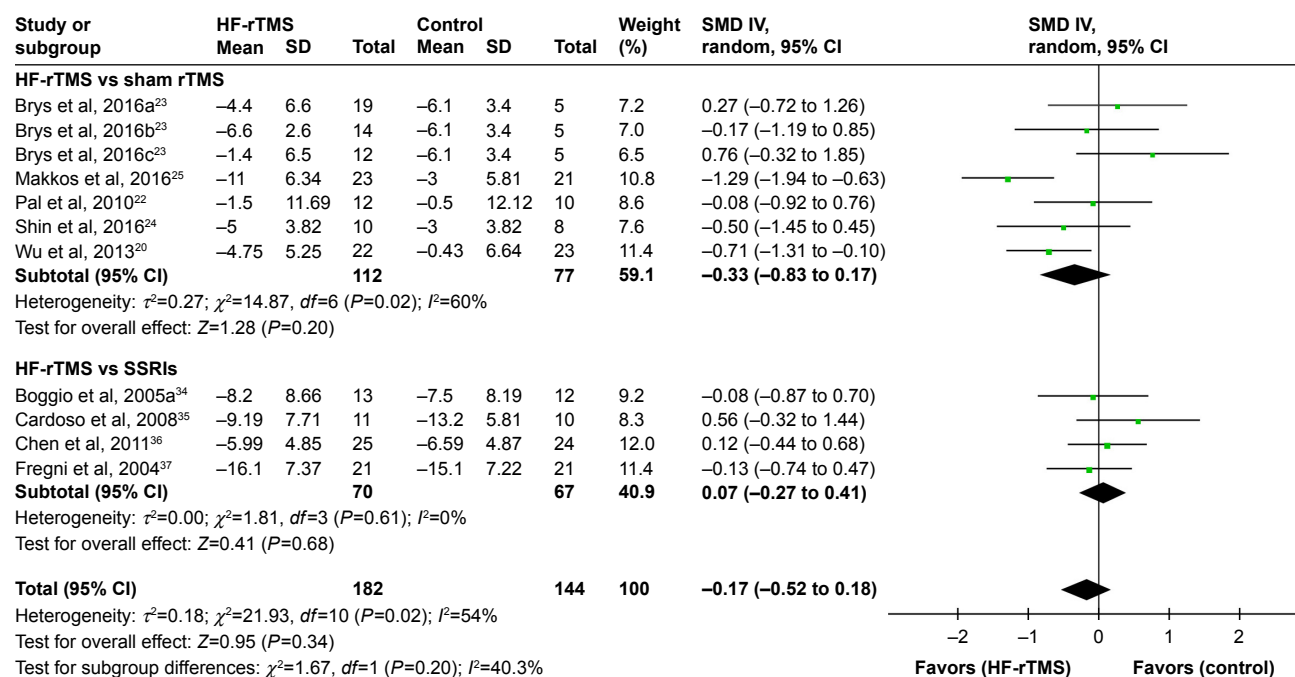 Study or subgroup HF-rTMS Mean SD Total Control Mean SD Total Weight (%) SMD IV, random, 95% CI SMD IV, random, 95% CI
HF-rTMS vs sham rTMS
Brys et al, 2016a²³ –4.4 6.6 19 –6.1 3.4 5 7.2 0.27 (–0.72 to 1.26)
Brys et al, 2016b²³ –6.6 2.6 14 –6.1 3.4 5 7.0 –0.17 (–1.19 to 0.85)
Brys et al, 2016c²³ –1.4 6.5 12 –6.1 3.4 5 6.5 0.76 (–0.32 to 1.85)
Makkos et al, 2016²⁵ –11 6.34 23 –3 5.81 21 10.8 –1.29 (–1.94 to –0.63)
Pal et al, 2010²² –1.5 11.69 12 –0.5 12.12 10 8.6 –0.08 (–0.92 to 0.76)
Shin et al, 2016²⁴ –5 3.82 10 –3 3.82 8 7.6 –0.50 (–1.45 to 0.45)
Wu et al, 2013²⁰ –4.75 5.25 22 –0.43 6.64 23 11.4 –0.71 (–1.31 to –0.10)
Subtotal (95% CI) 112 77 59.1 –0.33 (–0.83 to 0.17)
Heterogeneity: τ²=0.27; χ²=14.87, df=6 (P=0.02); I²=60%
Test for overall effect: Z=1.28 (P=0.20)
HF-rTMS vs SSRIs
Boggio et al, 2005a³⁴ –8.2 8.66 13 –7.5 8.19 12 9.2 –0.08 (–0.87 to 0.70)
Cardoso et al, 2008³⁵ –9.19 7.71 11 –13.2 5.81 10 8.3 0.56 (–0.32 to 1.44)
Chen et al, 2011³⁶ –5.99 4.85 25 –6.59 4.87 24 12.0 0.12 (–0.44 to 0.68)
Fregni et al, 2004³⁷ –16.1 7.37 21 –15.1 7.22 21 11.4 –0.13 (–0.74 to 0.47)
Subtotal (95% CI) 70 67 40.9 0.07 (–0.27 to 0.41)
Heterogeneity: τ²=0.00; χ²=1.81, df=3 (P=0.61); I²=0%
Test for overall effect: Z=0.41 (P=0.68)
Total (95% CI) 182 144 100 –0.17 (–0.52 to 0.18)
Heterogeneity: τ²=0.18; χ²=21.93, df=10 (P=0.02); I²=54%
Test for overall effect: Z=0.95 (P=0.34)
Test for subgroup differences: χ²=1.67, df=1 (P=0.20); I²=40.3%
–2 –1 0 1 2
Favors (HF-rTMS) Favors (control)